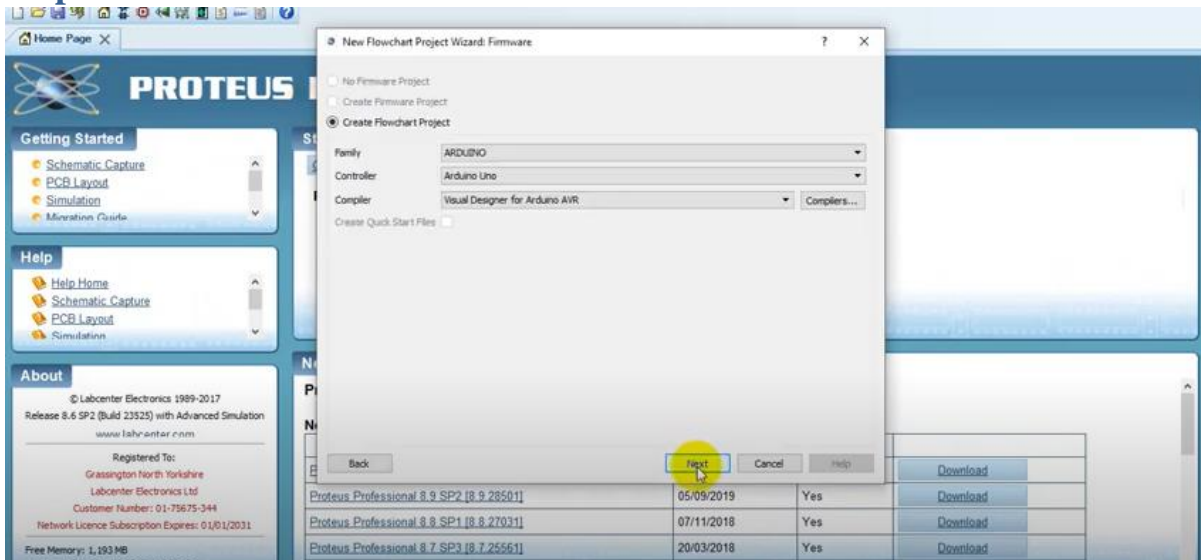 Home Page
New Flowchart Project Wizard: Firmware
?
No Firmware Project
Create Firmware Project
Create Flowchart Project
Family ARDUINO
Controller Arduino Uno
Compiler Visual Designer for Arduino AVR Compilers...
Create Quick Start Files
Back Next Cancel Help
PROTEUS
Getting Started
Schematic Capture
PCB Layout
Simulation
Migration Guide
Help
Help Home
Schematic Capture
PCB Layout
Simulation
About
© Labcenter Electronics 1989-2017
Release 8.6 SP2 (Build 23525) with Advanced Simulation
www.labcenter.com
Registered To:
Grassington North Yorkshire
Labcenter Electronics Ltd
Customer Number: 01-75675-344
Network Licence Subscription Expires: 01/01/2031
Free Memory: 1,193 MB
Download
Proteus Professional 8.9 SP2 [8.9.28501] 05/09/2019 Yes Download
Proteus Professional 8.8 SP1 [8.8.27031] 07/11/2018 Yes Download
Proteus Professional 8.7 SP3 [8.7.25561] 20/03/2018 Yes Download